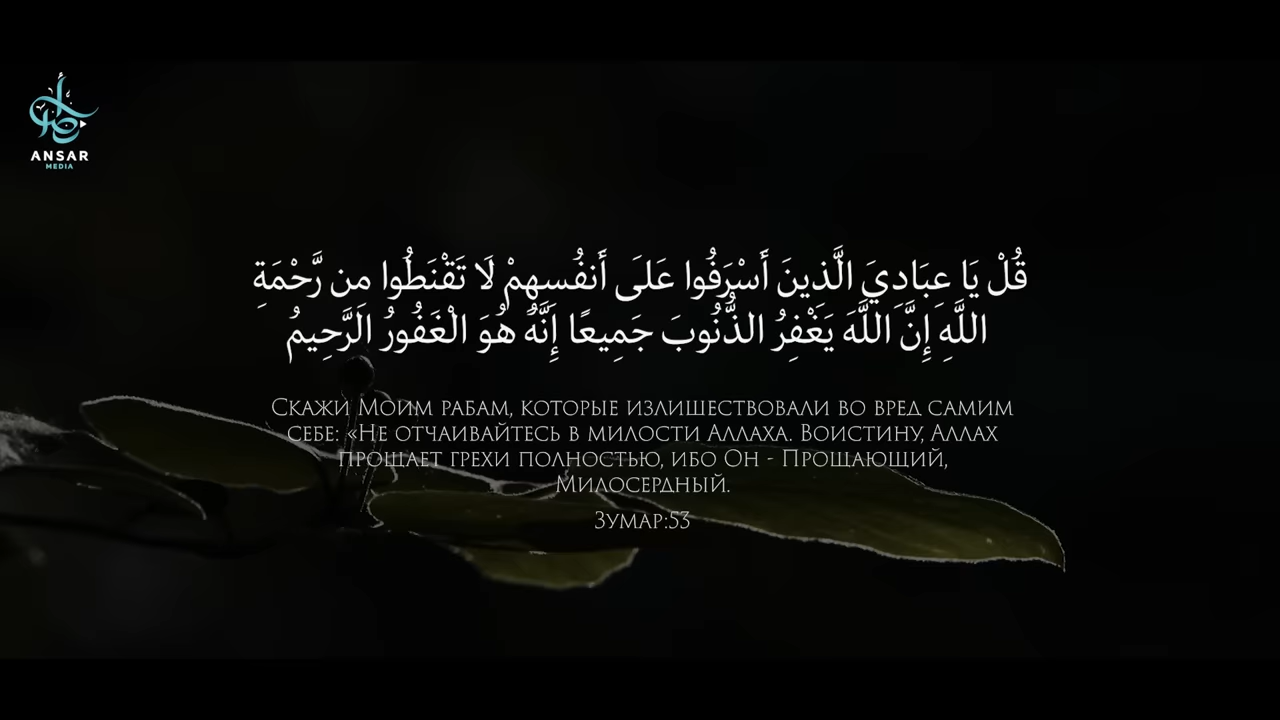 ANSAR
MEDIA
قُلْ يَا عِبَادِيَ الَّذِينَ أَسْرَفُوا عَلَىَ أَنفُسِهِمْ لَا تَقْنَطُوا مِن رَّحْمَةِ
اللَّهِ إِنَّ اللَّهَ يَغْفِرُ الذُّنُوبَ جَمِيعًا إِنَّهُ هُوَ الْغَفُورُ الَرَّحِيمُ
Скажи Моим рабам, которые излишествовали во вред самим
себе: «Не отчаивайтесь в милости Аллаха. Воистину, Аллах
прощает грехи полностью, ибо Он - Прощающий,
Милосердный.
Зумар:53